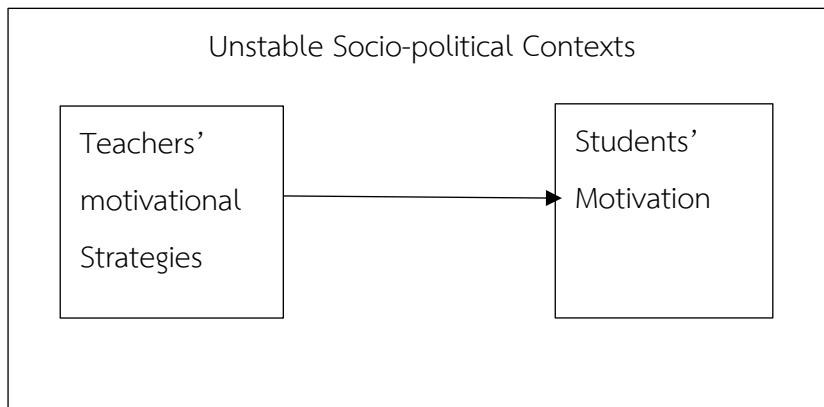 Unstable Socio-political Contexts
Teachers’
motivational
Strategies
Students’
Motivation